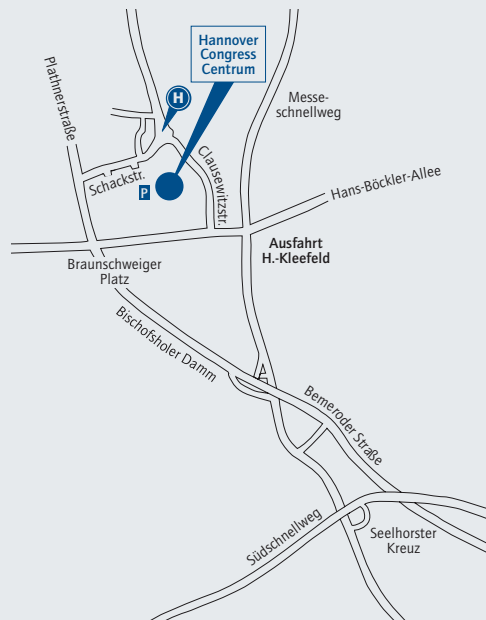 Hannover
Congress
Centrum
H
Plathnerstraße
Messe-
schnellweg
Clausewitzstr.
Schackstr.
P
Hans-Böckler-Allee
Ausfahrt
H.-Kleefeld
Braunschweiger
Platz
Bischofsholer Damm
Bemeroder Straße
Südschnellweg
Seelhorster
Kreuz